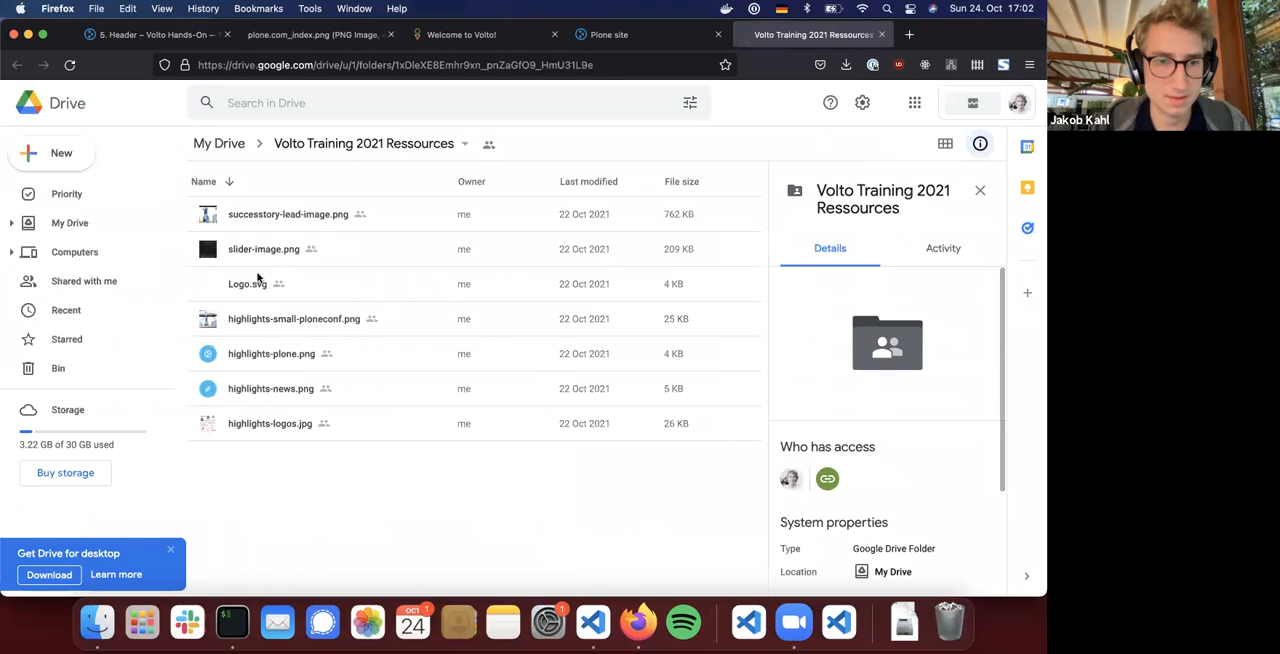 Firefox File Edit View History Bookmarks Tools Window Help Sun 24. Oct 17:02
5. Header – Volto Hands-On — plone.com_index.png (PNG Image, Welcome to Volto! Plone site Volto Training 2021 Ressources
https://drive.google.com/drive/u/1/folders/1xDleXE8Emhr9xn_pnZaGfO9_HmU31L9e
Drive Search in Drive
Jakob Kahl
My Drive Volto Training 2021 Ressources
New
Name Owner Last modified File size
Priority
My Drive
Computers
Shared with me
Recent
Starred
Bin
Storage
3.22 GB of 30 GB used
Buy storage
successtory-lead-image.png me 22 Oct 2021 762 KB
slider-image.png me 22 Oct 2021 209 KB
Logo.svg me 22 Oct 2021 4 KB
highlights-small-ploneconf.png me 22 Oct 2021 25 KB
highlights-plone.png me 22 Oct 2021 4 KB
highlights-news.png me 22 Oct 2021 5 KB
highlights-logos.jpg me 22 Oct 2021 26 KB
Volto Training 2021
Ressources
Details Activity
Who has access
System properties
Type Google Drive Folder
Location My Drive
Get Drive for desktop
Download Learn more
OCT 1
24
1